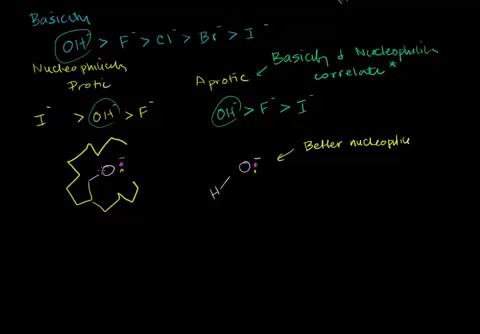 Basicity
OH⁻ > F⁻ > Cl⁻ > Br⁻ > I⁻
Nucleophilicity
Protic
Aprotic
Basicity & Nucleophilicity
correlate *
I⁻ > OH⁻ > F⁻
OH⁻ > F⁻ > I⁻
O⁻
H O⁻
Better nucleophile